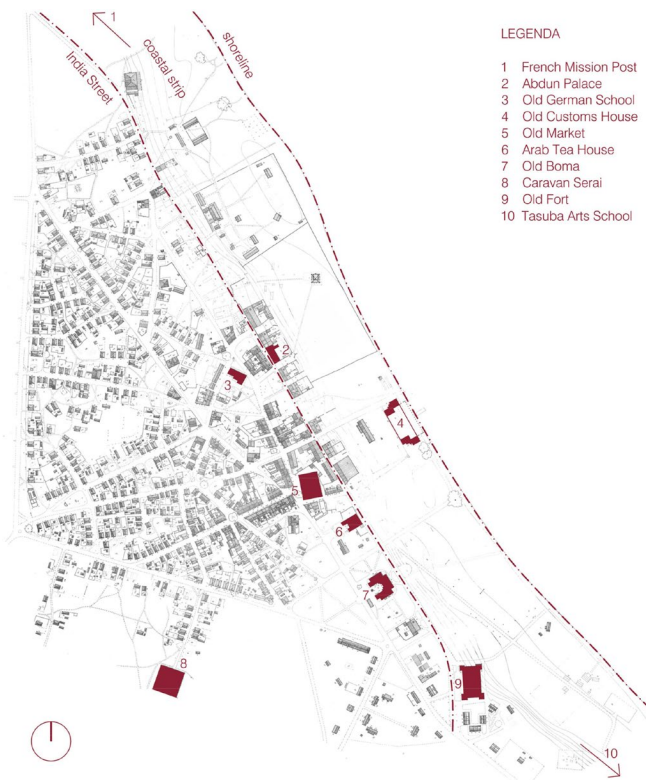 1
India Street
coastal strip
shoreline
LEGENDA
1 French Mission Post
2 Abdun Palace
3 Old German School
4 Old Customs House
5 Old Market
6 Arab Tea House
7 Old Boma
8 Caravan Serai
9 Old Fort
10 Tasuba Arts School
2
3
4
5
6
7
8
9
10